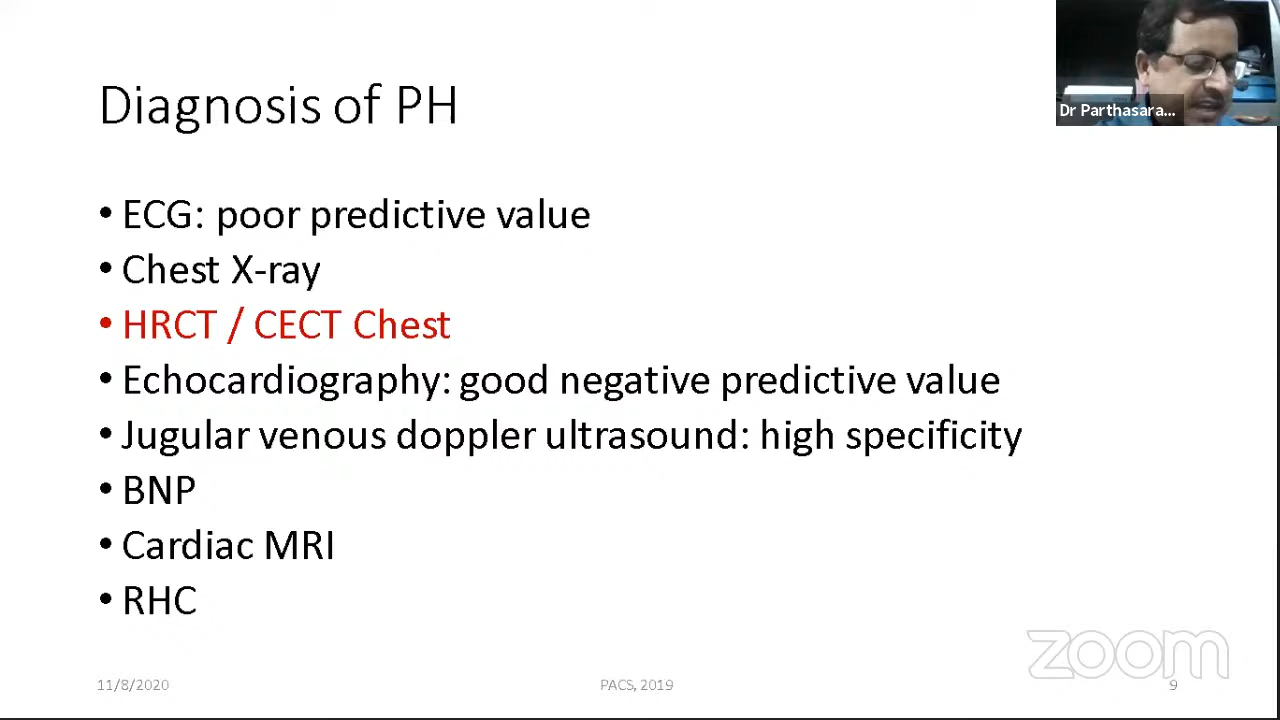 Diagnosis of PH
Dr Parthasara...
• ECG: poor predictive value
• Chest X-ray
• HRCT / CECT Chest
• Echocardiography: good negative predictive value
• Jugular venous doppler ultrasound: high specificity
• BNP
• Cardiac MRI
• RHC
zoom
11/8/2020
PACS, 2019
9